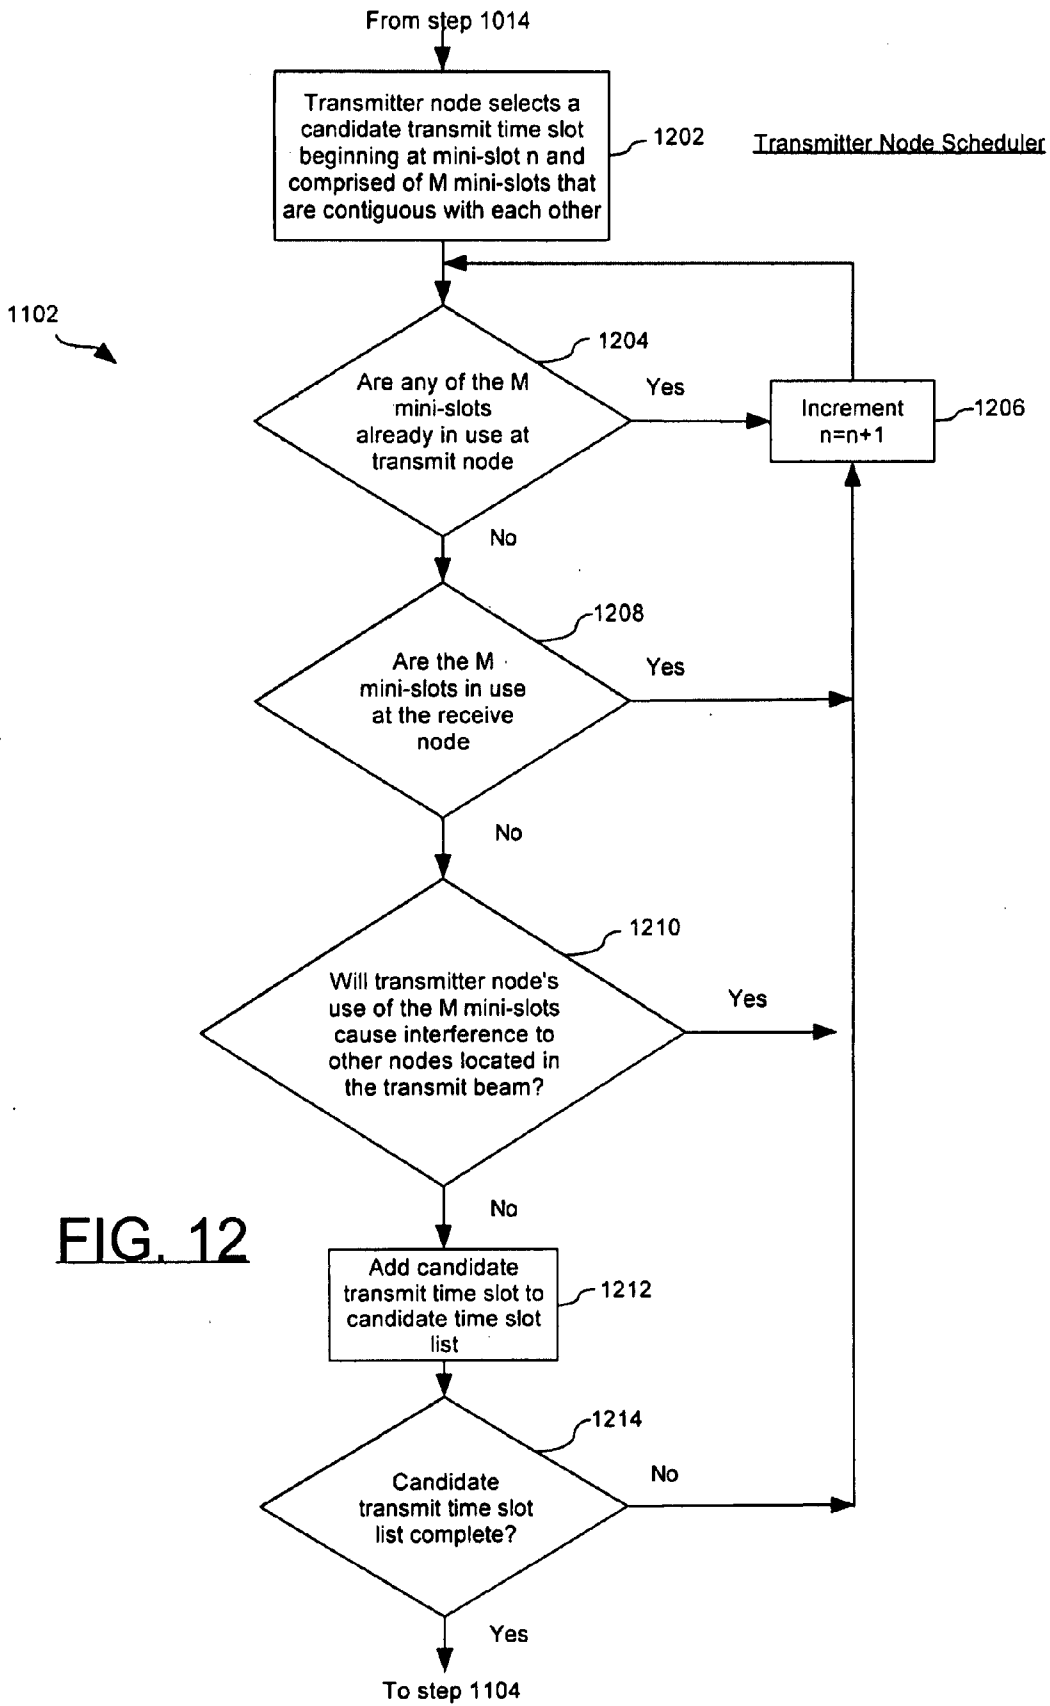 From step 1014
Transmitter node selects a
candidate transmit time slot
beginning at mini-slot n and
comprised of M mini-slots that
are contiguous with each other
1202
Transmitter Node Scheduler
1102
1204
Are any of the M
mini-slots
already in use at
transmit node
Yes
Increment
n=n+1
1206
No
1208
Are the M
mini-slots in use
at the receive
node
Yes
No
1210
Will transmitter node's
use of the M mini-slots
cause interference to
other nodes located in
the transmit beam?
Yes
No
FIG. 12
Add candidate
transmit time slot to
candidate time slot
list
1212
1214
Candidate
transmit time slot
list complete?
No
Yes
To step 1104